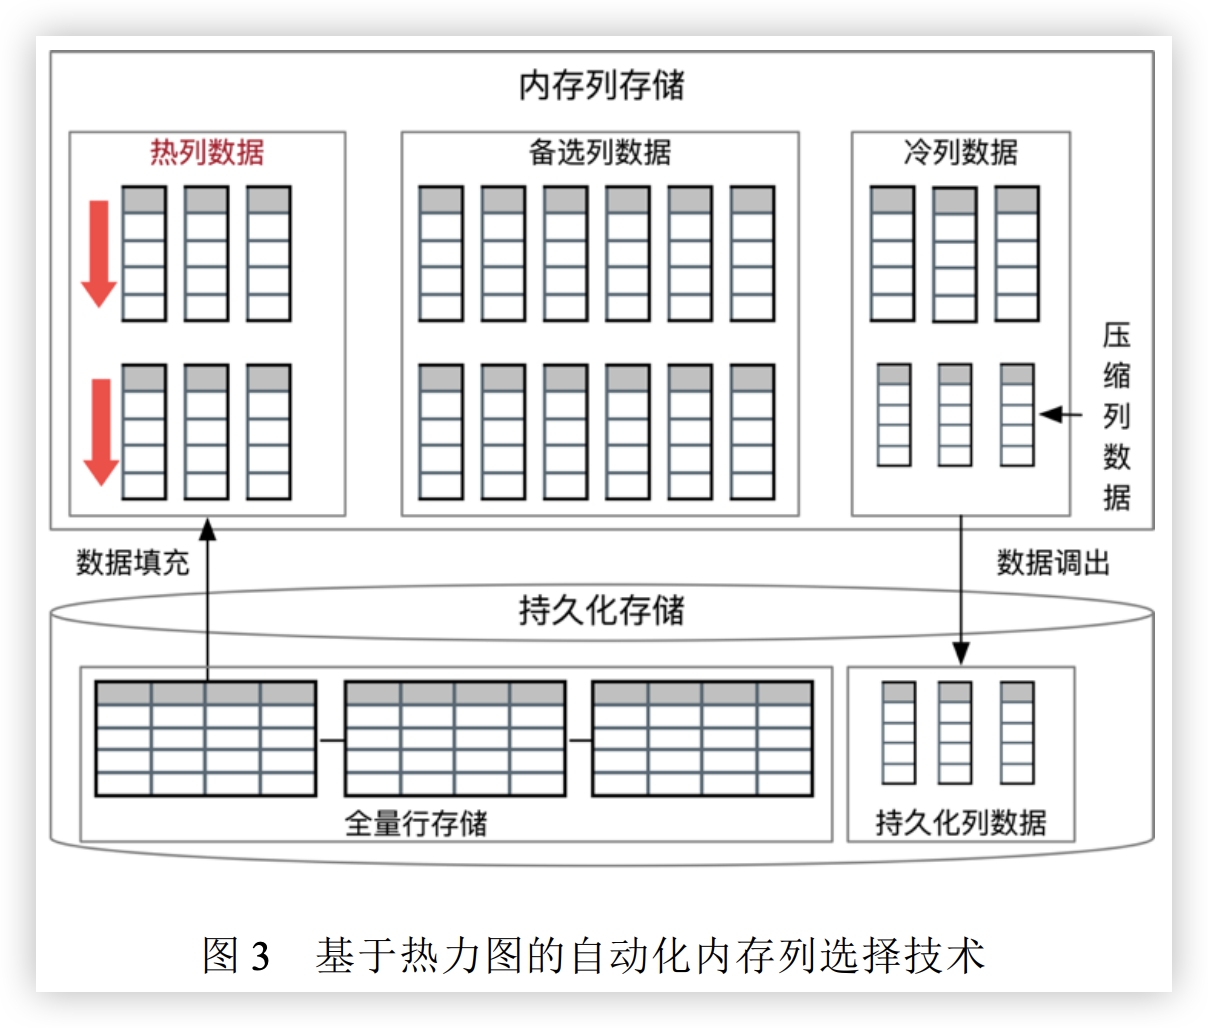 内存列存储
热列数据
备选列数据
冷列数据
压缩列数据
数据填充
数据调出
持久化存储
全量行存储
持久化列数据
图 3 基于热力图的自动化内存列选择技术